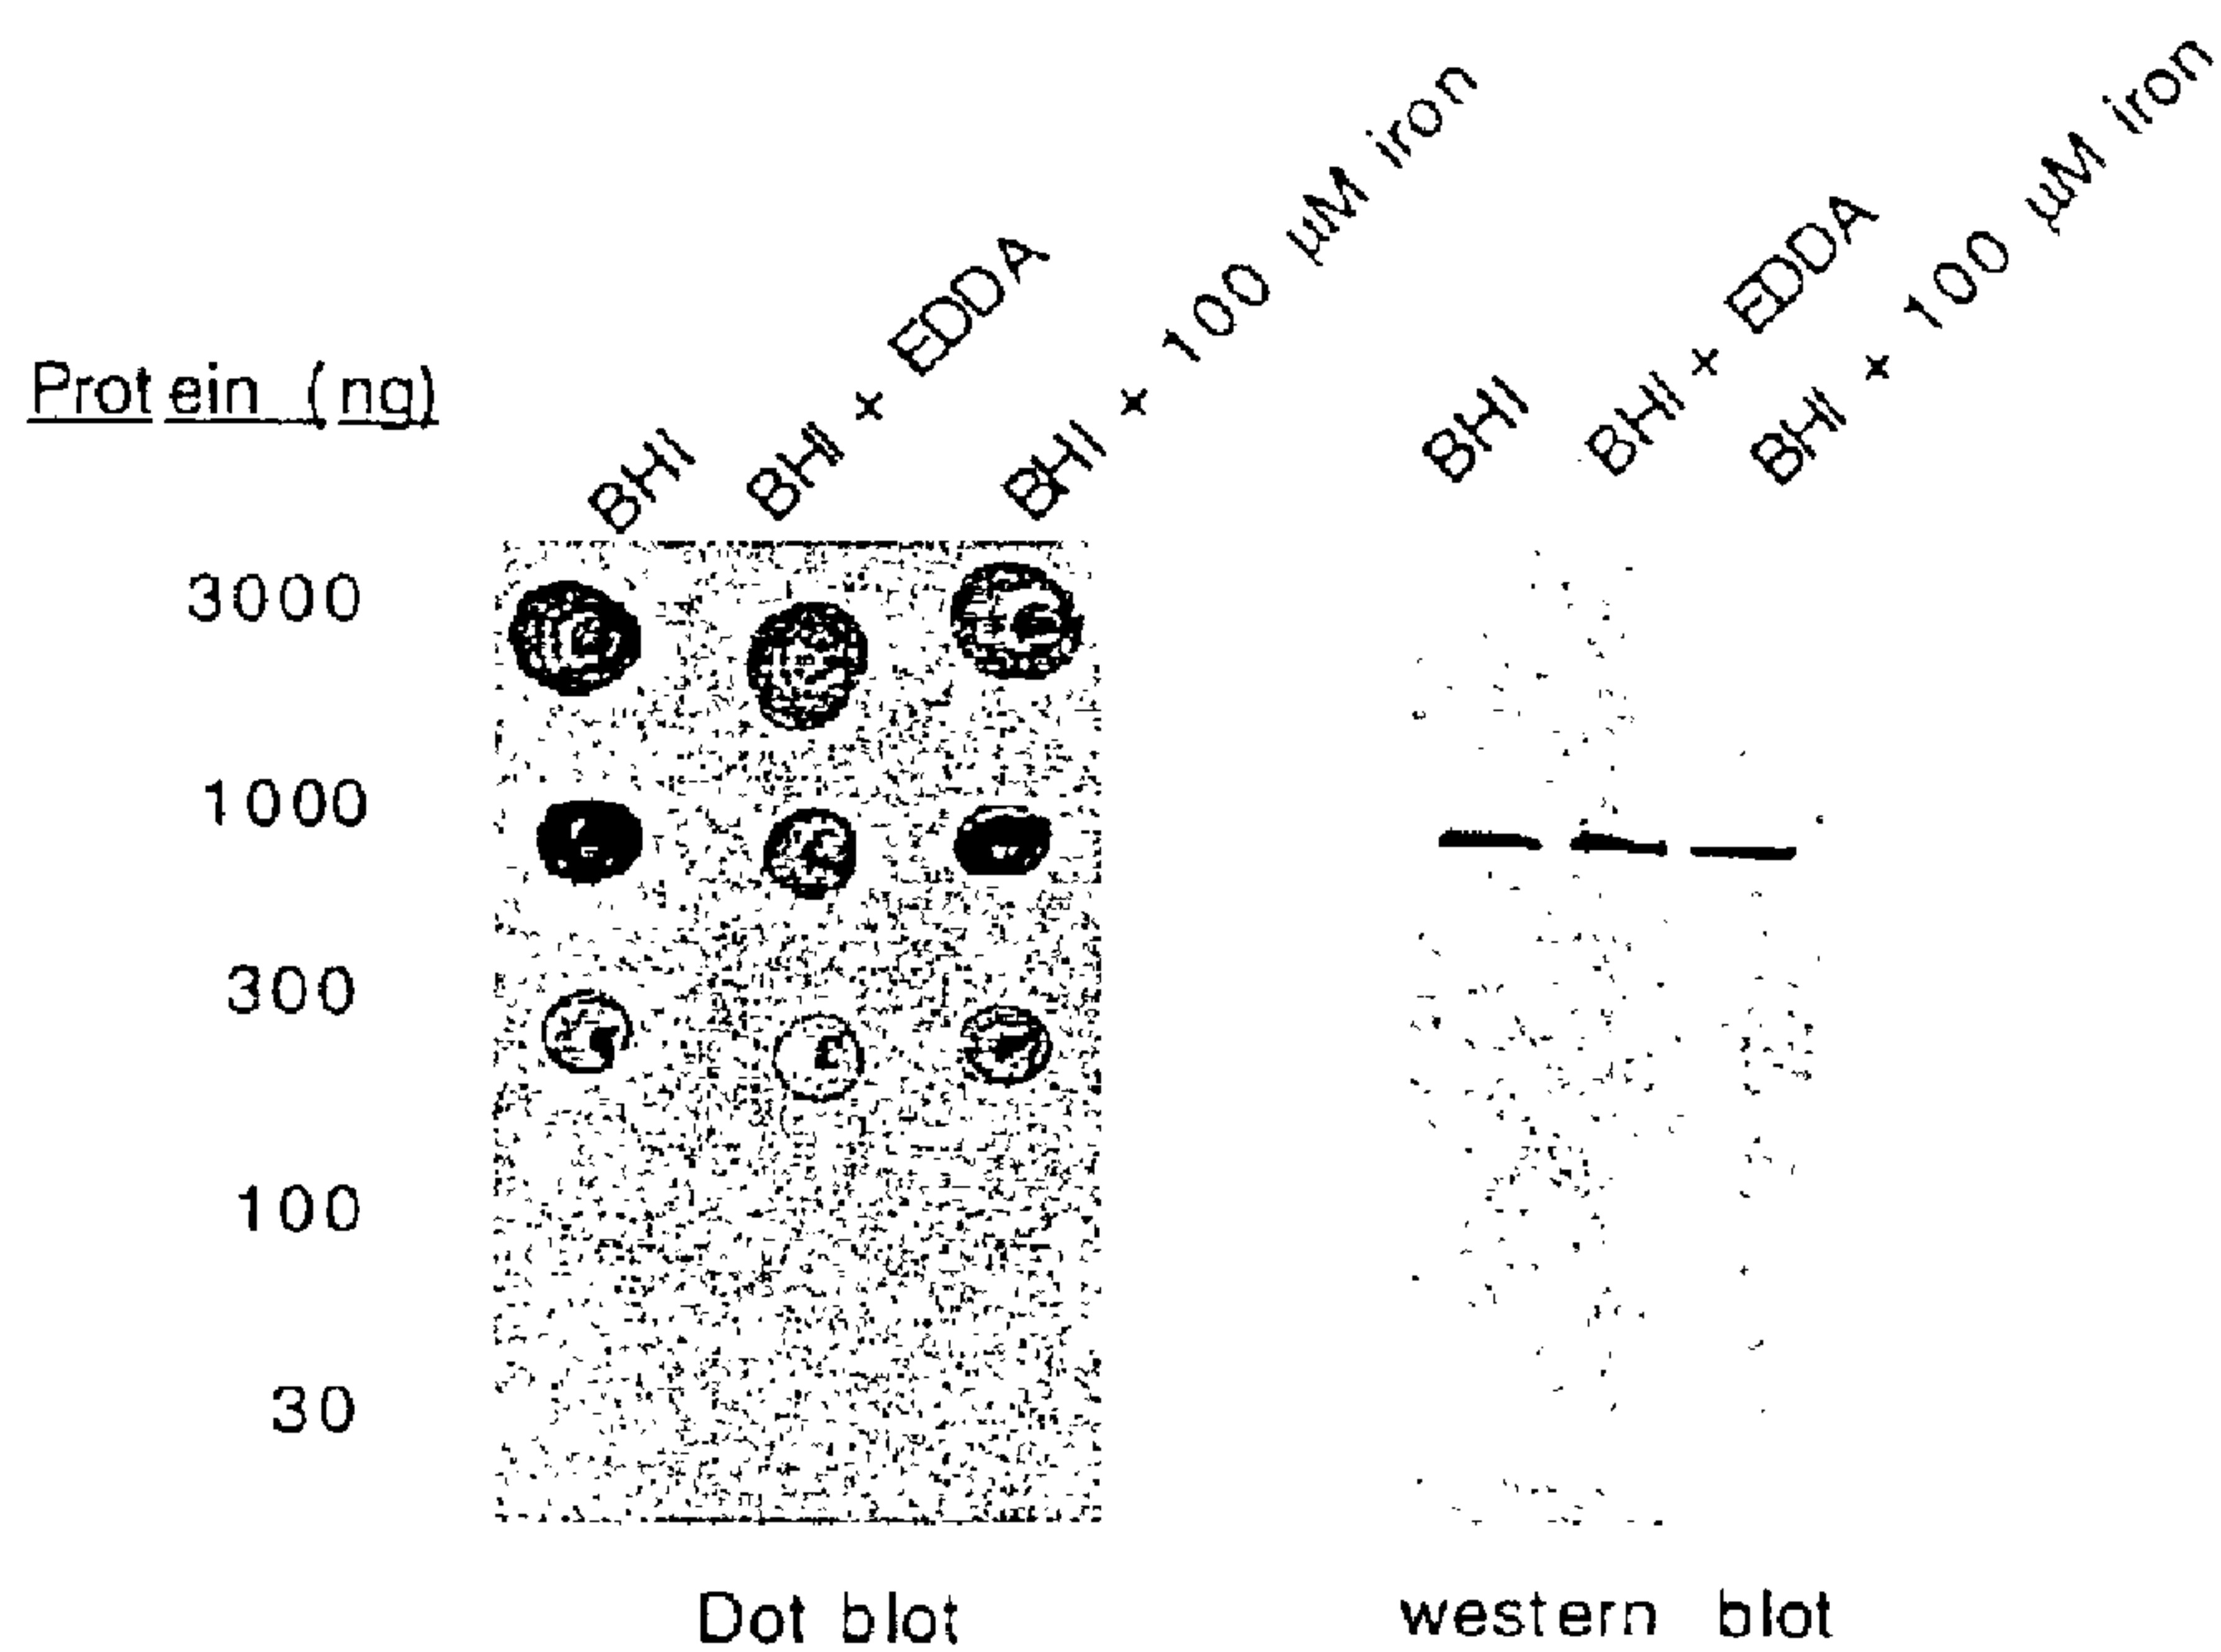 Protein (ng)
BHI
BHI + EDDA
BHI + 100 µM iron
BHI
BHI + EDDA
BHI + 100 µM iron
3000
1000
300
100
30
Dot blot
western blot